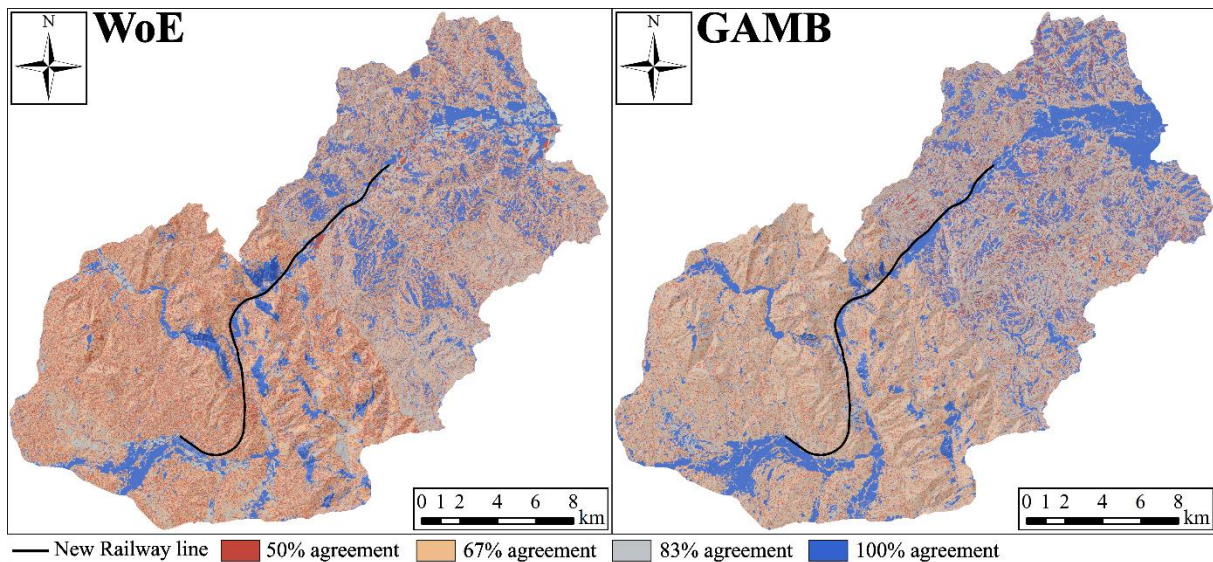 N
WoE
N
GAMB
0 1 2 4 6 8
km
0 1 2 4 6 8
km
New Railway line 50% agreement 67% agreement 83% agreement 100% agreement